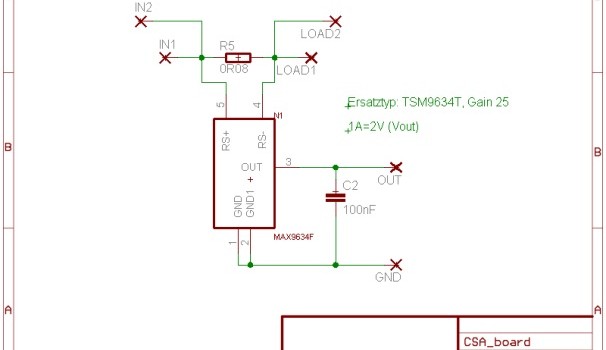 IN2
LOAD2
IN1
R5
0R08
LOAD1
Ersatztyp: TSM9634T, Gain 25
1A=2V (Vout)
5
4
N1
RS+
RS-
B
B
OUT
3
OUT
C2
100nF
GND
GND1
MAX9634F
1
2
GND
A
A
CSA_board